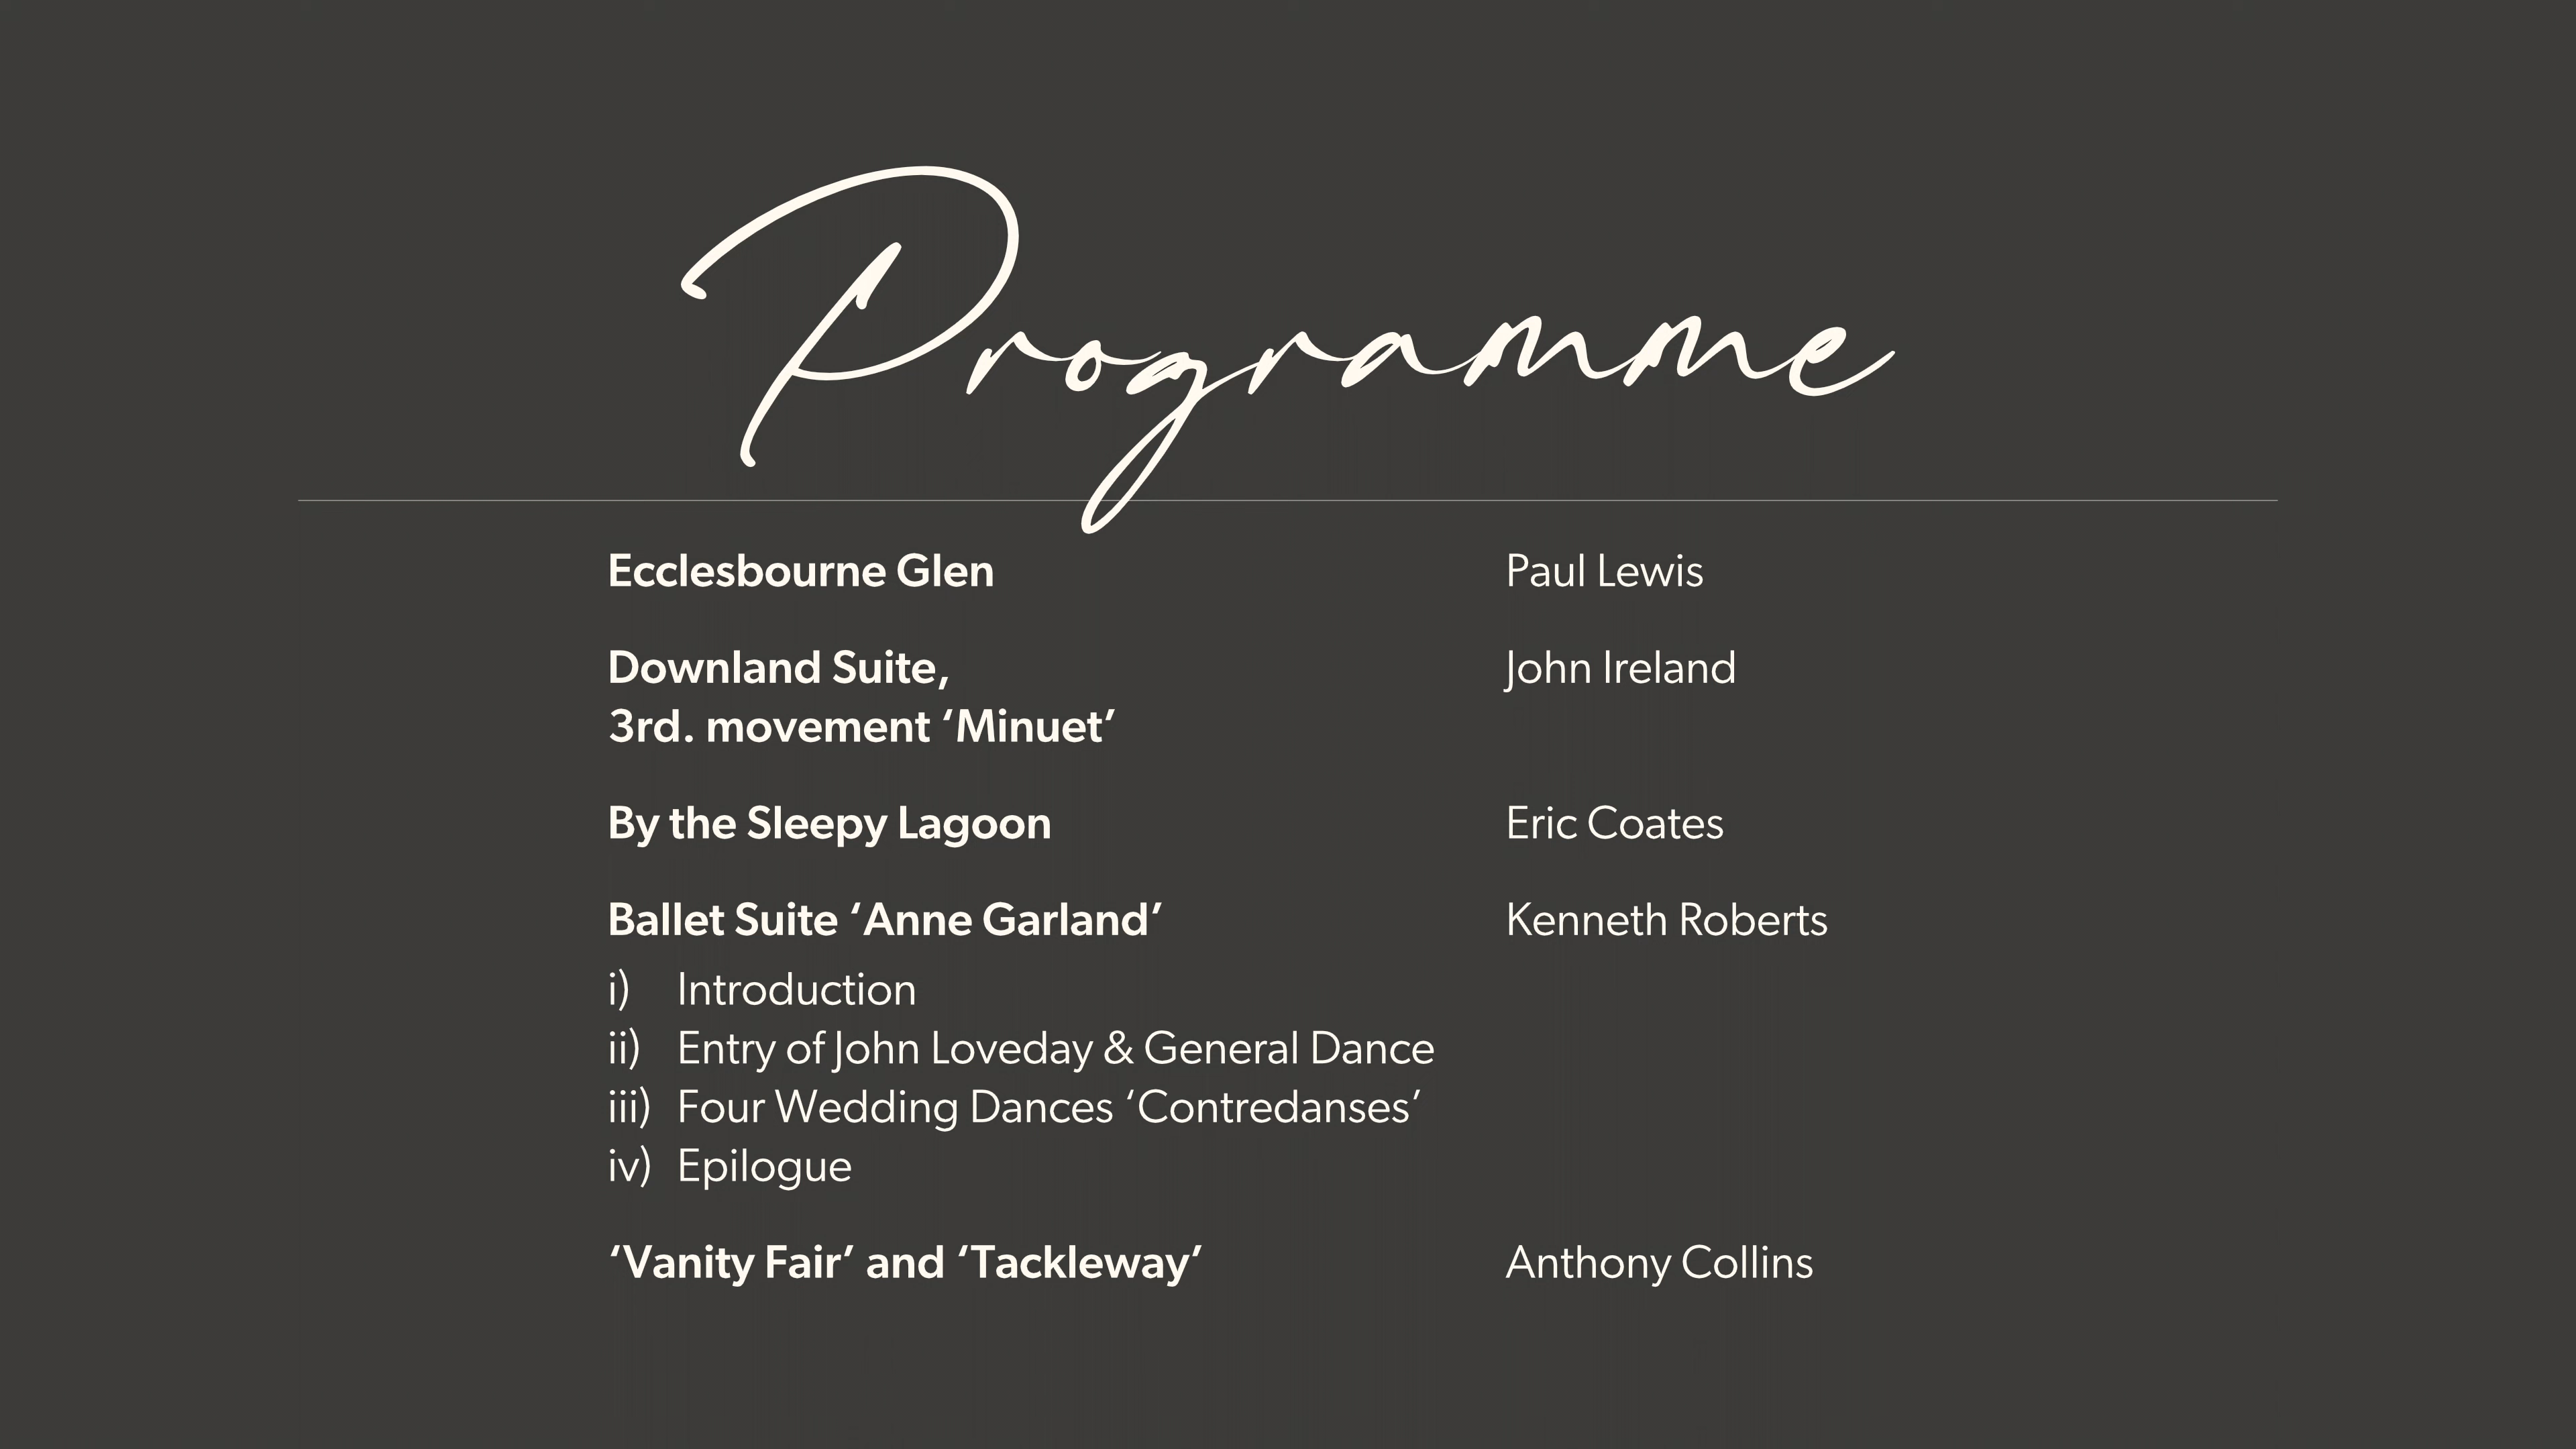 Programme
Ecclesbourne Glen Paul Lewis
Downland Suite, John Ireland
3rd. movement ‘Minuet’
By the Sleepy Lagoon Eric Coates
Ballet Suite ‘Anne Garland’ Kenneth Roberts
i) Introduction
ii) Entry of John Loveday & General Dance
iii) Four Wedding Dances ‘Contredanses’
iv) Epilogue
‘Vanity Fair’ and ‘Tackleway’ Anthony Collins